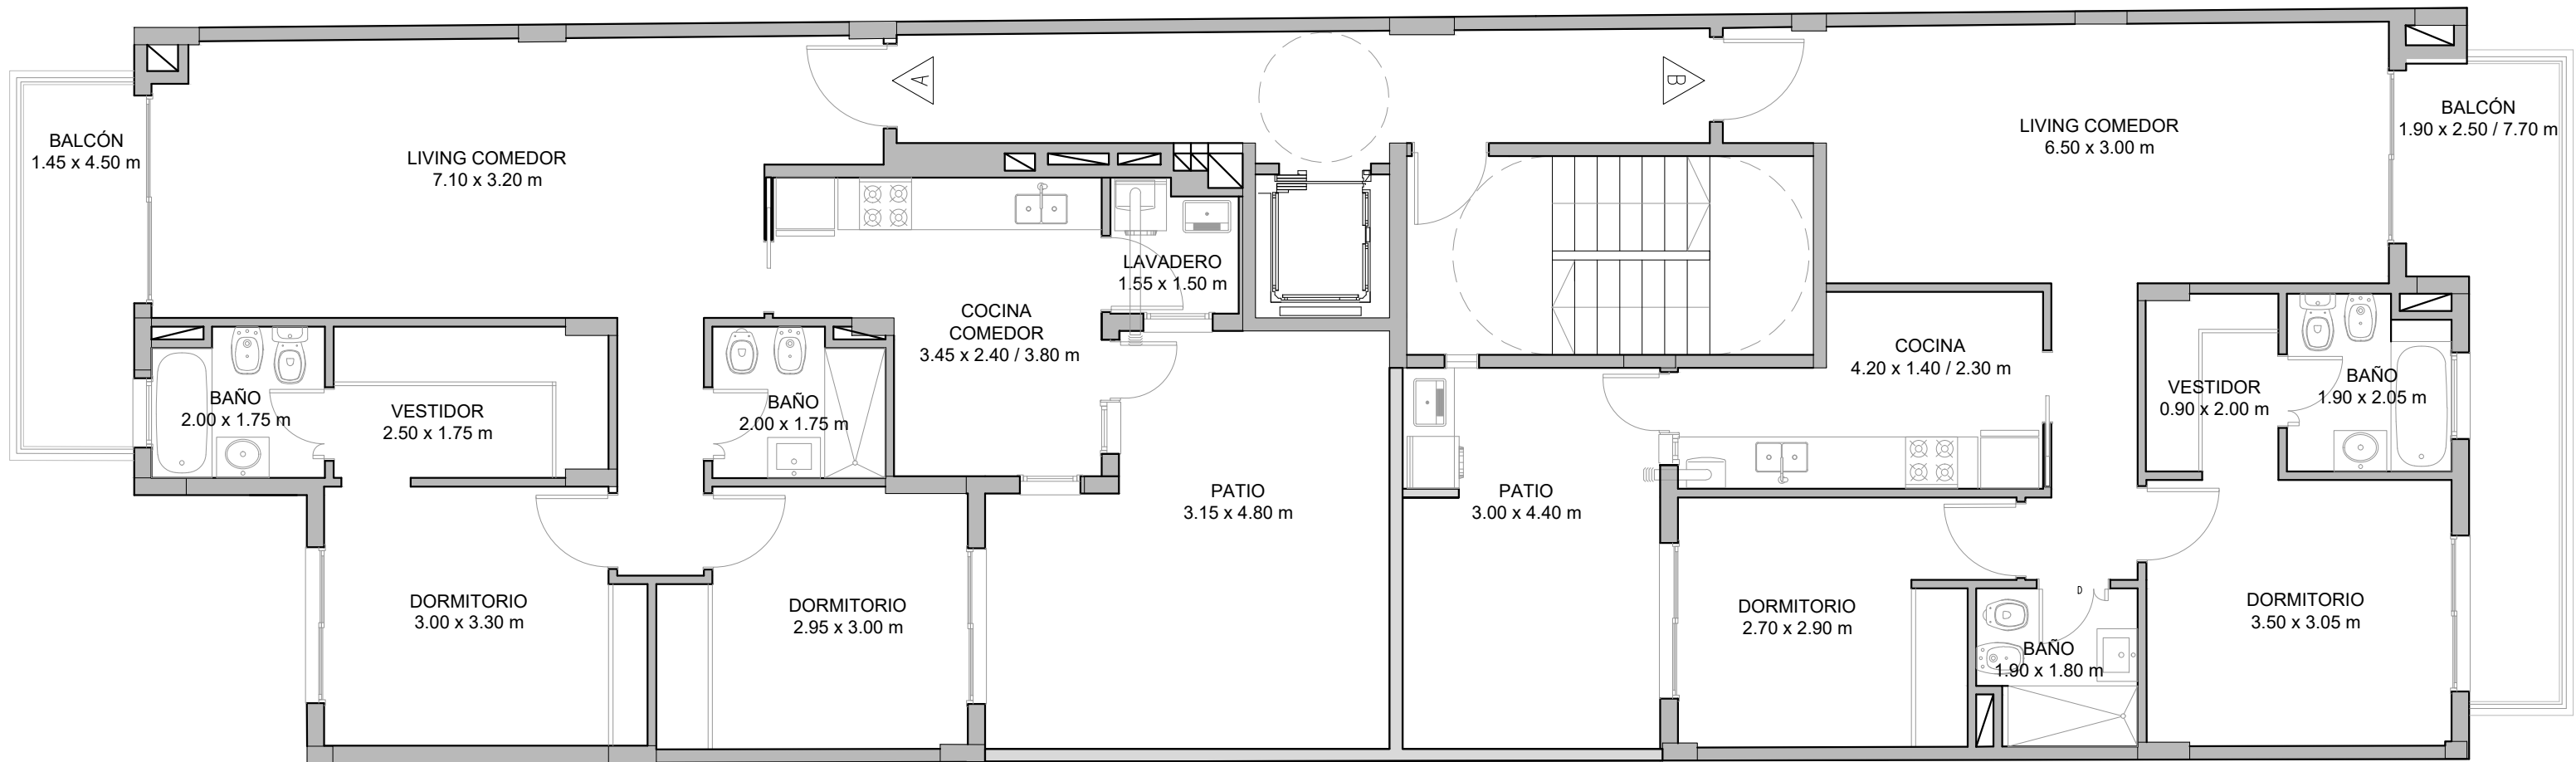 BALCÓN
1.45 x 4.50 m
LIVING COMEDOR
7.10 x 3.20 m
A
B
LIVING COMEDOR
6.50 x 3.00 m
BALCÓN
1.90 x 2.50 / 7.70 m
LAVADERO
1.55 x 1.50 m
COCINA
COMEDOR
3.45 x 2.40 / 3.80 m
COCINA
4.20 x 1.40 / 2.30 m
BAÑO
2.00 x 1.75 m
VESTIDOR
2.50 x 1.75 m
BAÑO
2.00 x 1.75 m
VESTIDOR
0.90 x 2.00 m
BAÑO
1.90 x 2.05 m
PATIO
3.15 x 4.80 m
PATIO
3.00 x 4.40 m
DORMITORIO
3.00 x 3.30 m
DORMITORIO
2.95 x 3.00 m
DORMITORIO
2.70 x 2.90 m
D
BAÑO
1.90 x 1.80 m
DORMITORIO
3.50 x 3.05 m